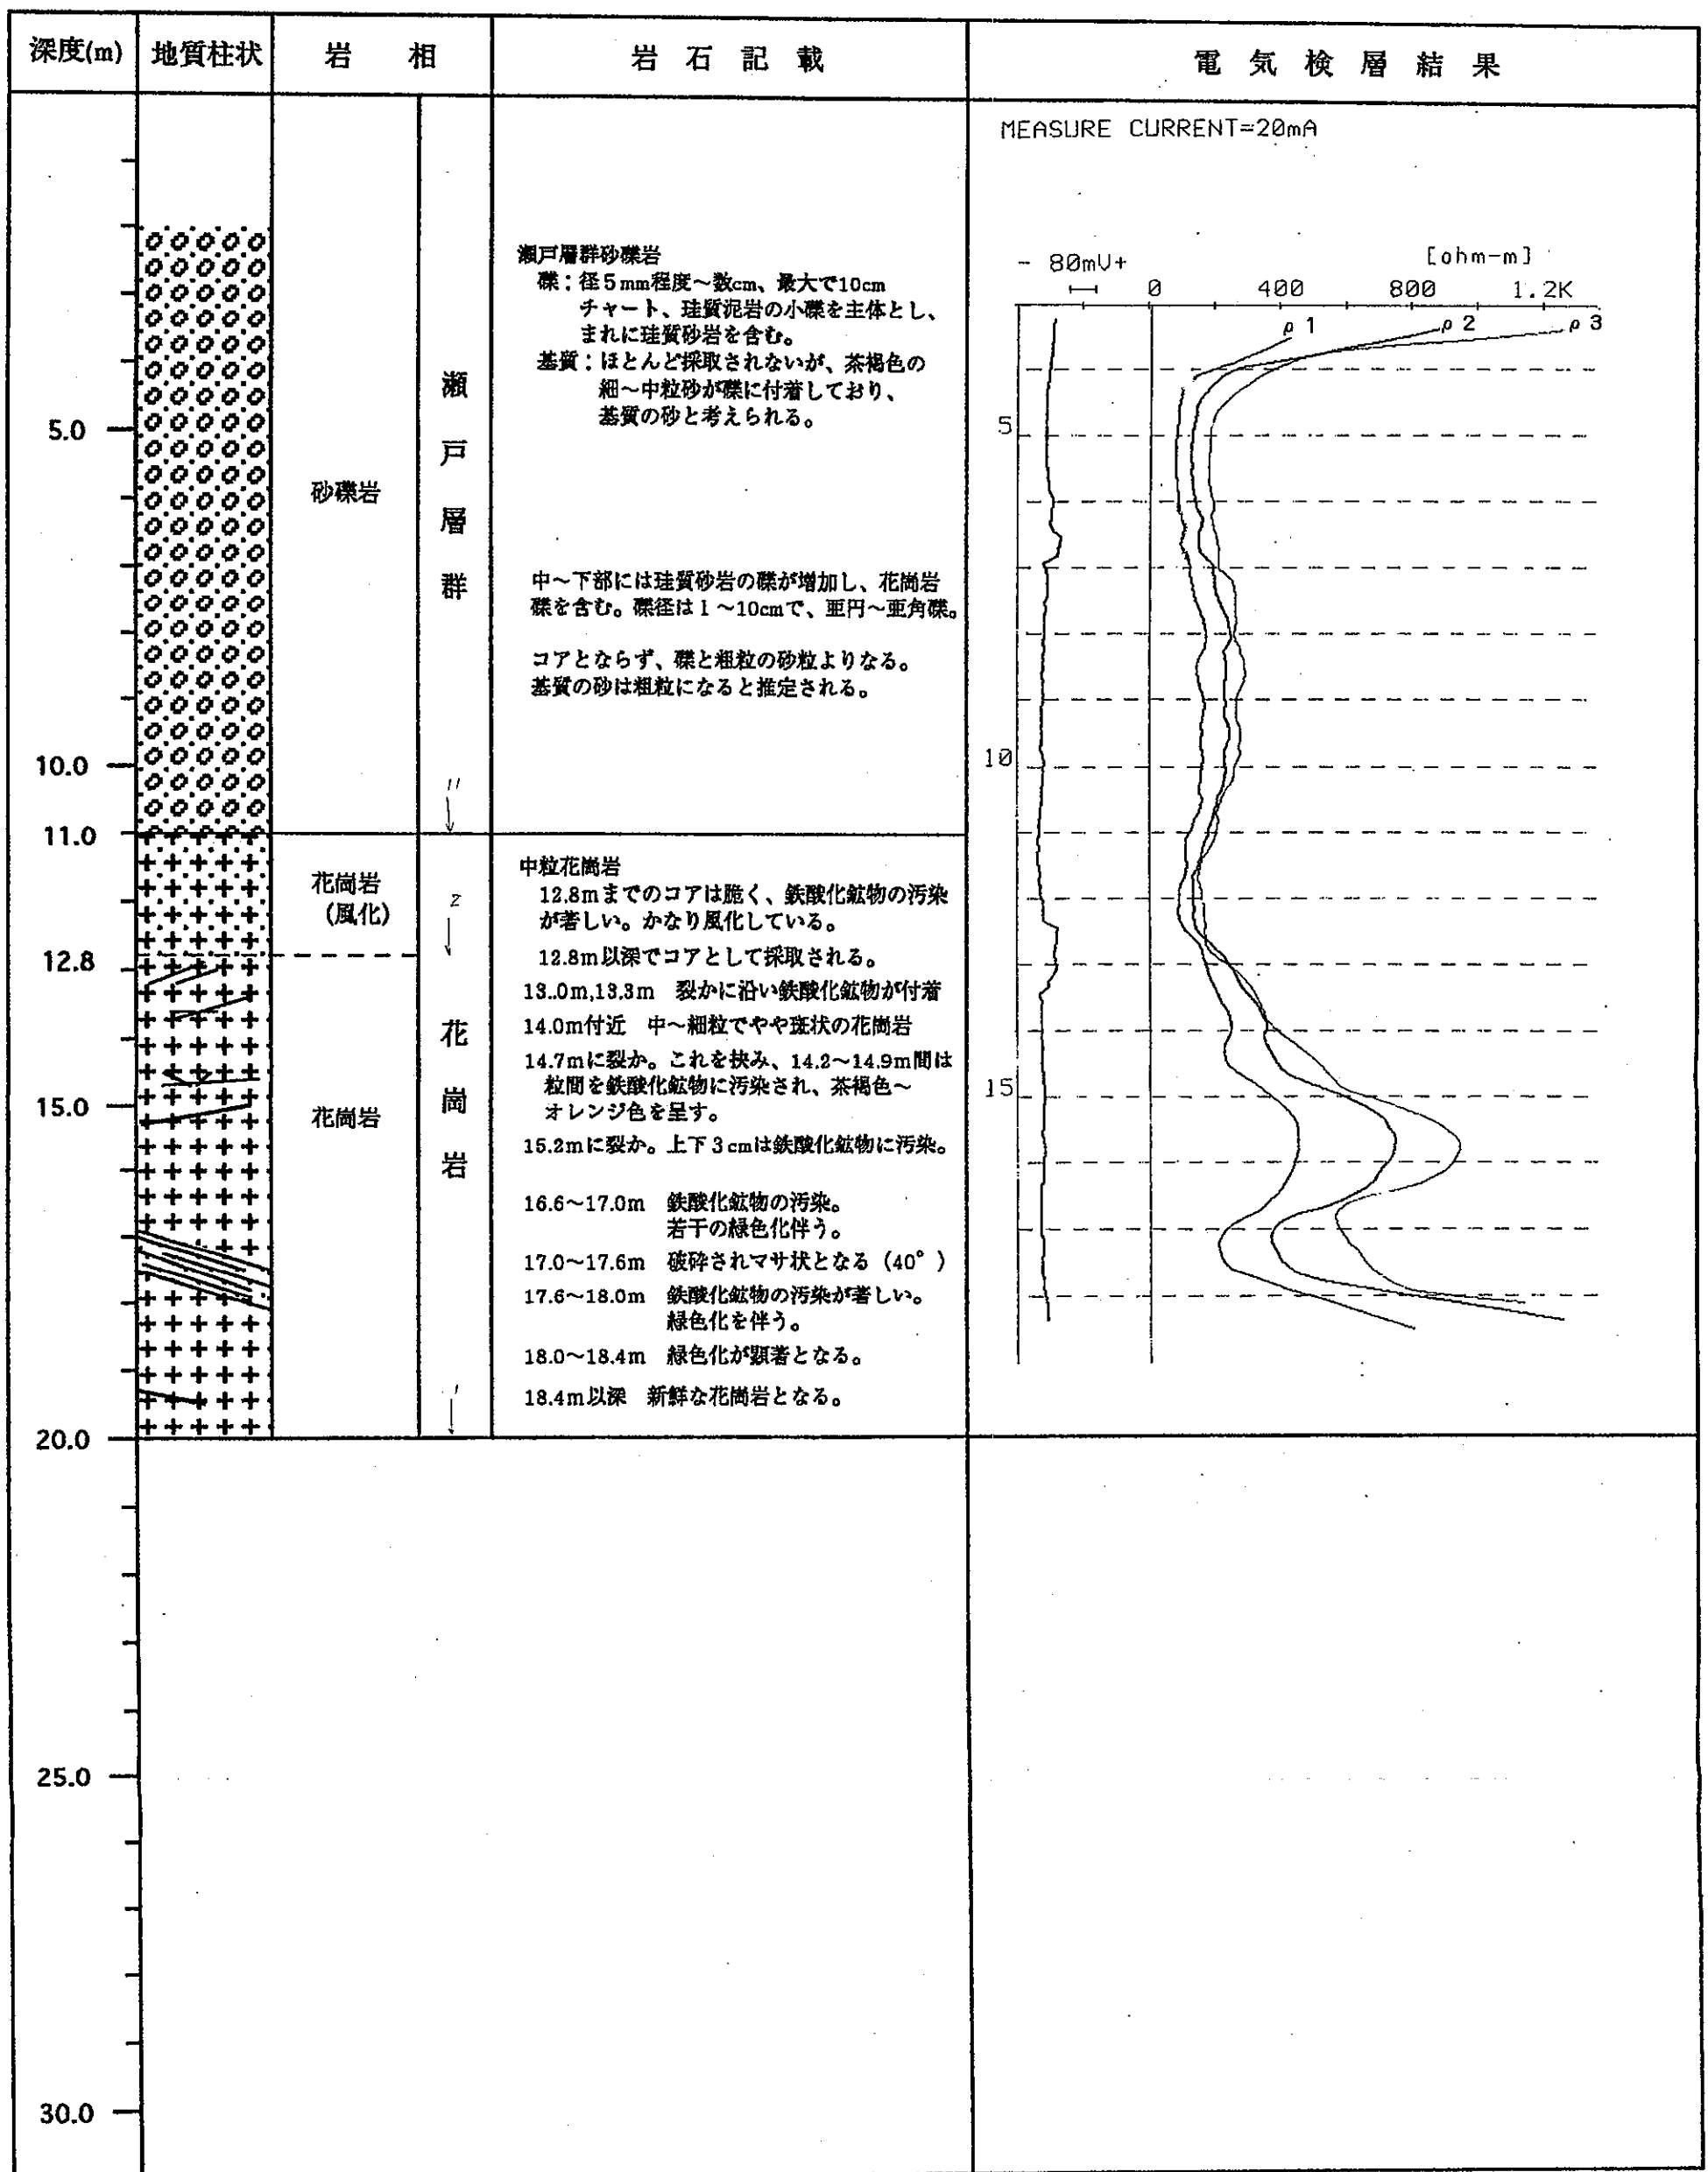 深度(m) 地質柱状 岩 相 岩 石 記 載 電 気 検 層 結 果
MEASURE CURRENT=20mA
瀬戸層群砂礫岩
礫：径5mm程度～数cm、最大で10cm
チャート、珪質泥岩の小礫を主体とし、
まれに珪質砂岩を含む。
基質：ほとんど採取されないが、茶褐色の
細～中粒砂が礫に付着しており、
基質の砂と考えられる。
- 80mV+ [ohm-m]
0 400 800 1.2K
ρ1 ρ2 ρ3
5.0
砂礫岩
瀬戸層群
5
中～下部には珪質砂岩の礫が増加し、花崗岩
礫を含む。礫径は1～10cmで、亜円～亜角礫。
コアとならず、礫と粗粒の砂粒よりなる。
基質の砂は粗粒になると推定される。
10.0
11
10
11.0
花崗岩
(風化)
2
中粒花崗岩
12.8mまでのコアは脆く、鉄酸化鉱物の汚染
が著しい。かなり風化している。
12.8
12.8m以深でコアとして採取される。
13..0m,13.3m 裂かに沿い鉄酸化鉱物が付着
14.0m付近 中～細粒でやや斑状の花崗岩
14.7mに裂か。これを挟み、14.2～14.9m間は
粒間を鉄酸化鉱物に汚染され、茶褐色～
オレンジ色を呈す。
15.0
花崗岩
花崗岩
15
15.2mに裂か。上下3cmは鉄酸化鉱物に汚染。
16.6～17.0m 鉄酸化鉱物の汚染。
若干の緑色化伴う。
17.0～17.6m 破砕されマサ状となる（40°）
17.6～18.0m 鉄酸化鉱物の汚染が著しい。
緑色化を伴う。
18.0～18.4m 緑色化が顕著となる。
18.4m以深 新鮮な花崗岩となる。
1
20.0
25.0
30.0